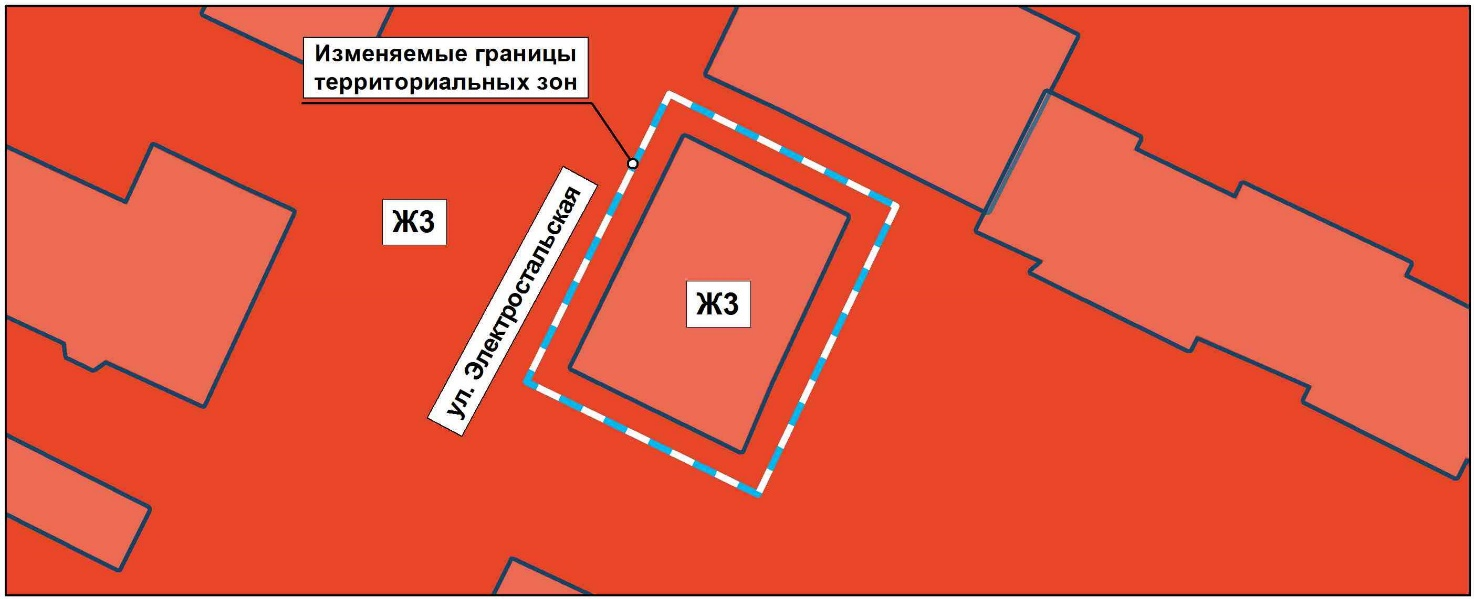 Изменяемые границы
территориальных зон
Ж3
ул. Электростальская
Ж3